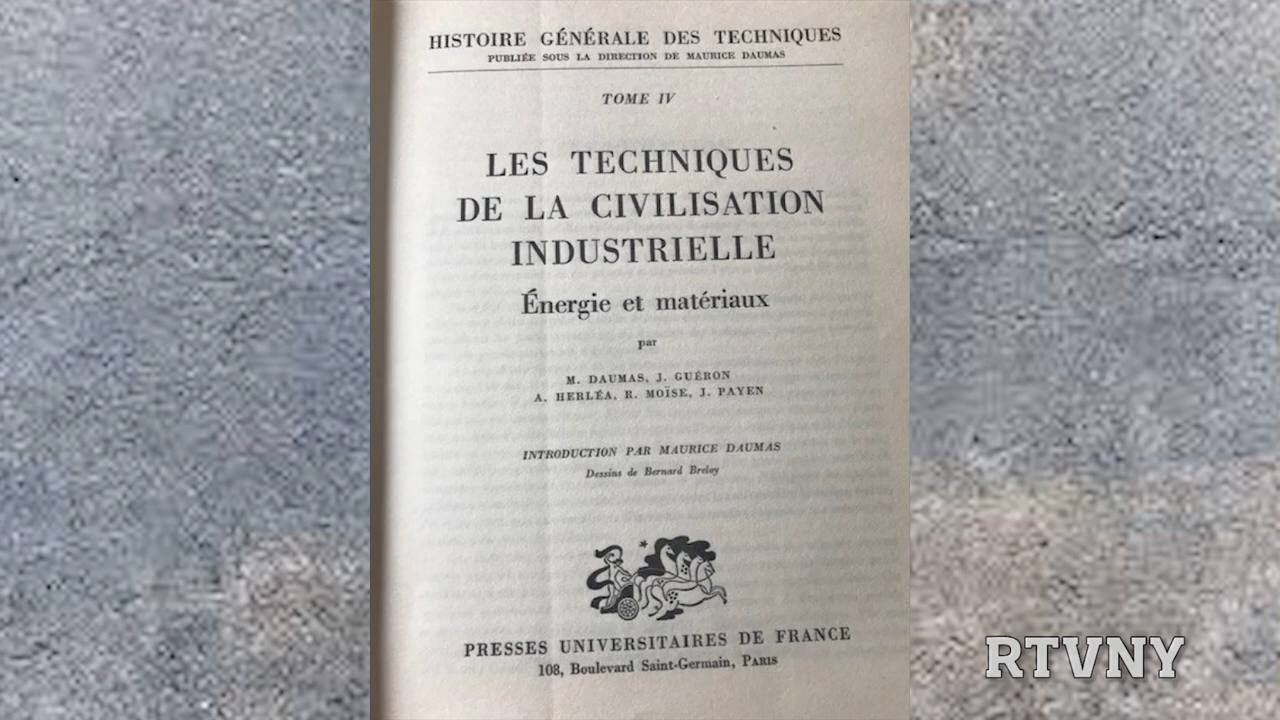 HISTOIRE GÉNÉRALE DES TECHNIQUES
PUBLIÉE SOUS LA DIRECTION DE MAURICE DAUMAS
TOME IV
LES TECHNIQUES
DE LA CIVILISATION
INDUSTRIELLE
Énergie et matériaux
par
M. DAUMAS, J. GUÉRON
A. HERLÉA, R. MOÏSE, J. PAYEN
INTRODUCTION PAR MAURICE DAUMAS
Dessins de Bernard Breloy
PRESSES UNIVERSITAIRES DE FRANCE
108, Boulevard Saint-Germain, PARIS
RTVNY